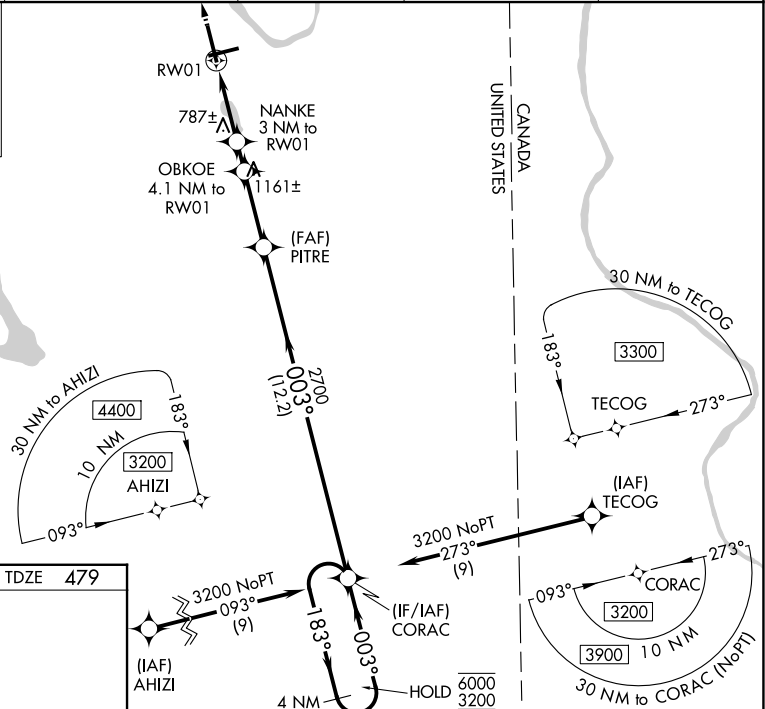 RW01
787±
NANKE
3 NM to
RW01
OBKOE
4.1 NM to
RW01
1161±
(FAF)
PITRE
CANADA
UNITED STATES
30 NM to TECOG
183°
3300
TECOG
273°
30 NM to AHIZI
4400
183°
10 NM
3200
AHIZI
093°
2700
003°
(12.2)
(IAF)
TECOG
3200 NoPT
273°
(9)
TDZE 479
3200 NoPT
093°
(9)
(IAF)
AHIZI
(IF/IAF)
CORAC
183°
003°
4 NM
HOLD 6000
3200
093°
273°
CORAC
3200
3900
10 NM
30 NM to CORAC (NoPT)